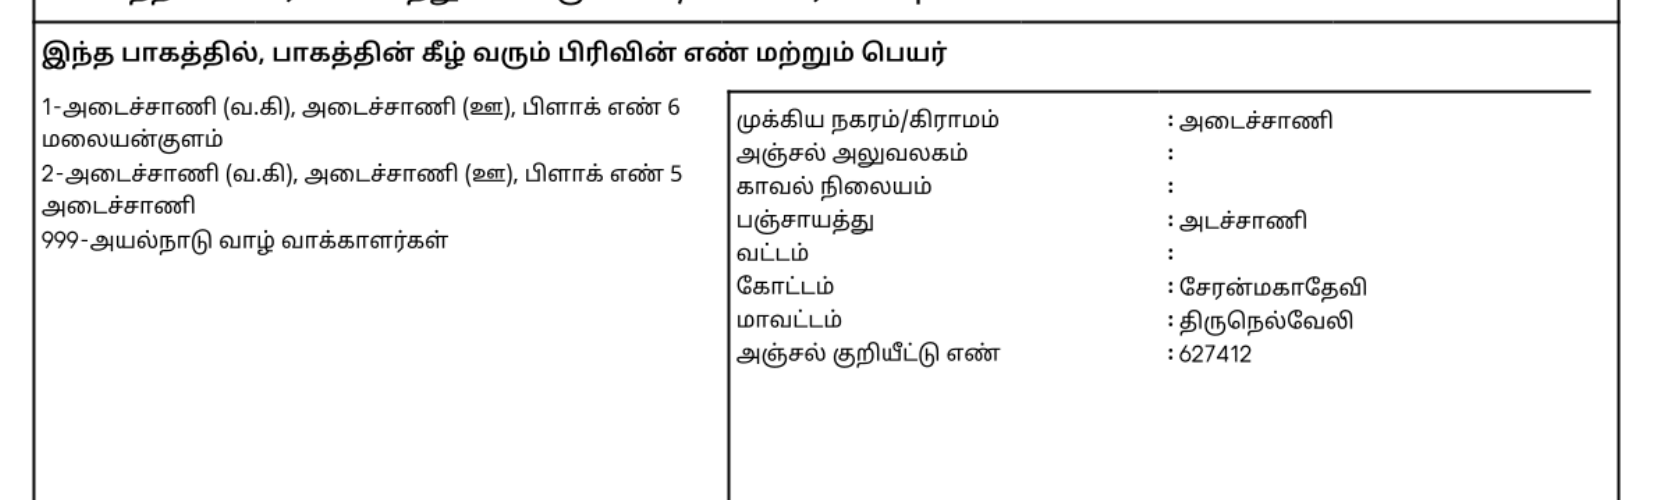 இந்த பாகத்தில், பாகத்தின் கீழ் வரும் பிரிவின் எண் மற்றும் பெயர்
1-அடைச்சாணி (வ.கி), அடைச்சாணி (ஊ), பிளாக் எண் 6
மலையன்குளம்
2-அடைச்சாணி (வ.கி), அடைச்சாணி (ஊ), பிளாக் எண் 5
அடைச்சாணி
999-அயல்நாடு வாழ் வாக்காளர்கள்
முக்கிய நகரம்/கிராமம் : அடைச்சாணி
அஞ்சல் அலுவலகம் :
காவல் நிலையம் :
பஞ்சாயத்து : அடச்சாணி
வட்டம் :
கோட்டம் : சேரன்மகாதேவி
மாவட்டம் : திருநெல்வேலி
அஞ்சல் குறியீட்டு எண் : 627412